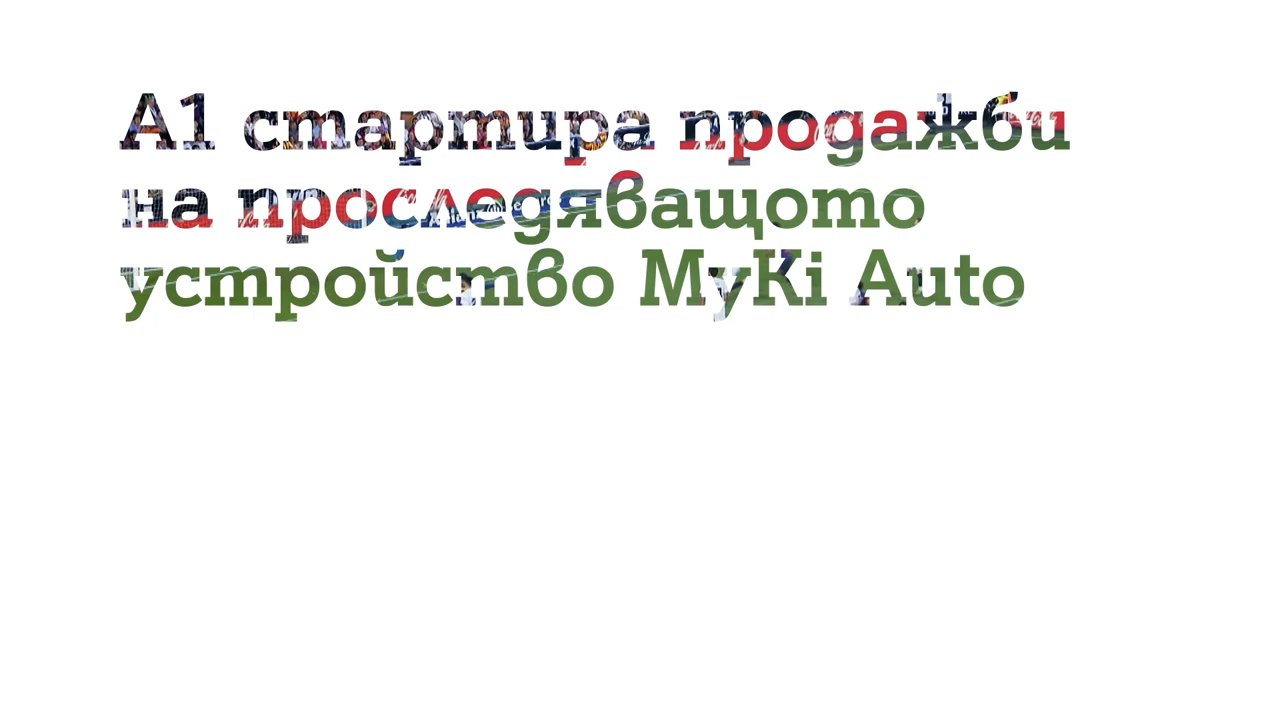 А1 стартира продажби
на проследяващото
устройство MyKi Auto